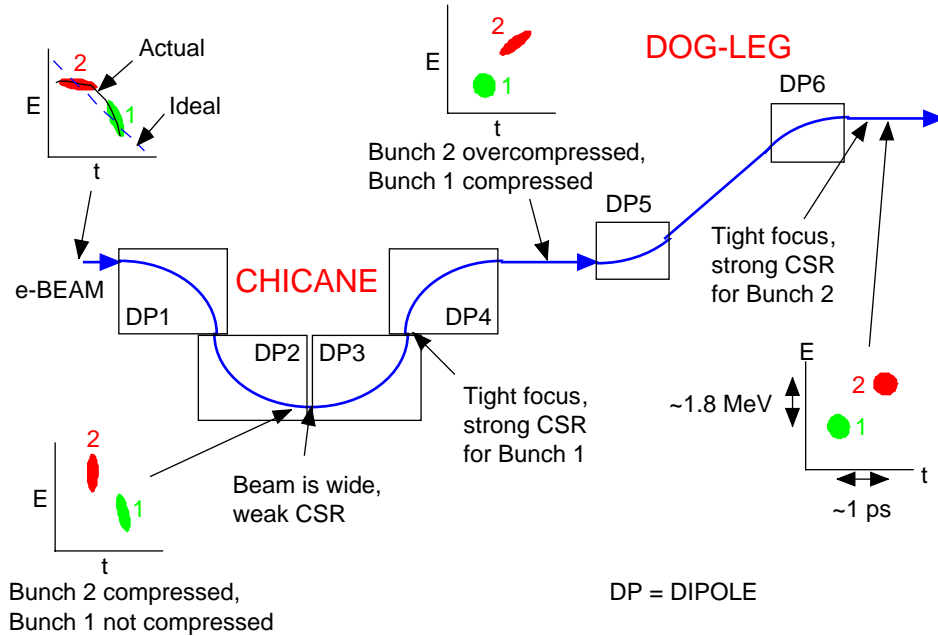 Actual
2
E
1
Ideal
t
2
E
1
t
DOG-LEG
DP6
Bunch 2 overcompressed,
Bunch 1 compressed
DP5
e-BEAM
CHICANE
DP1
DP4
DP2
DP3
Tight focus,
strong CSR
for Bunch 2
Tight focus,
strong CSR
for Bunch 1
E
2
~1.8 MeV
1
t
~1 ps
2
E
1
t
Beam is wide,
weak CSR
Bunch 2 compressed,
Bunch 1 not compressed
DP = DIPOLE